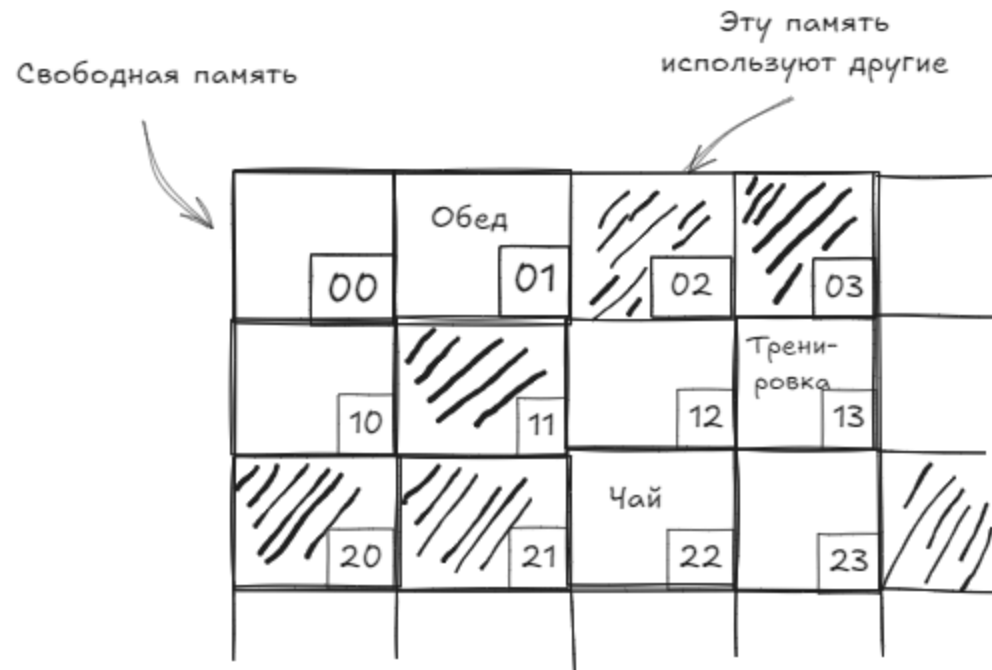 Эту память
используют другие
Свободная память
Обед
00
01
02
03
Трени-
ровка
10
11
12
13
Чай
20
21
22
23